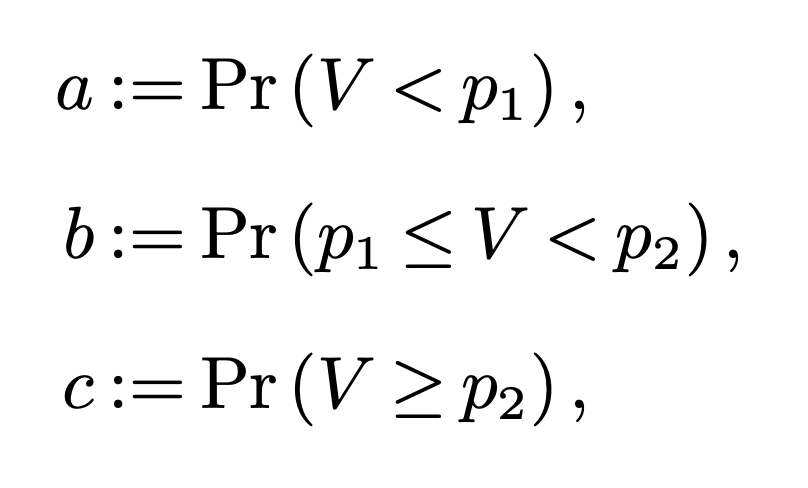 a := Pr (V < p₁) ,
b := Pr (p₁ ≤ V < p₂) ,
c := Pr (V ≥ p₂) ,